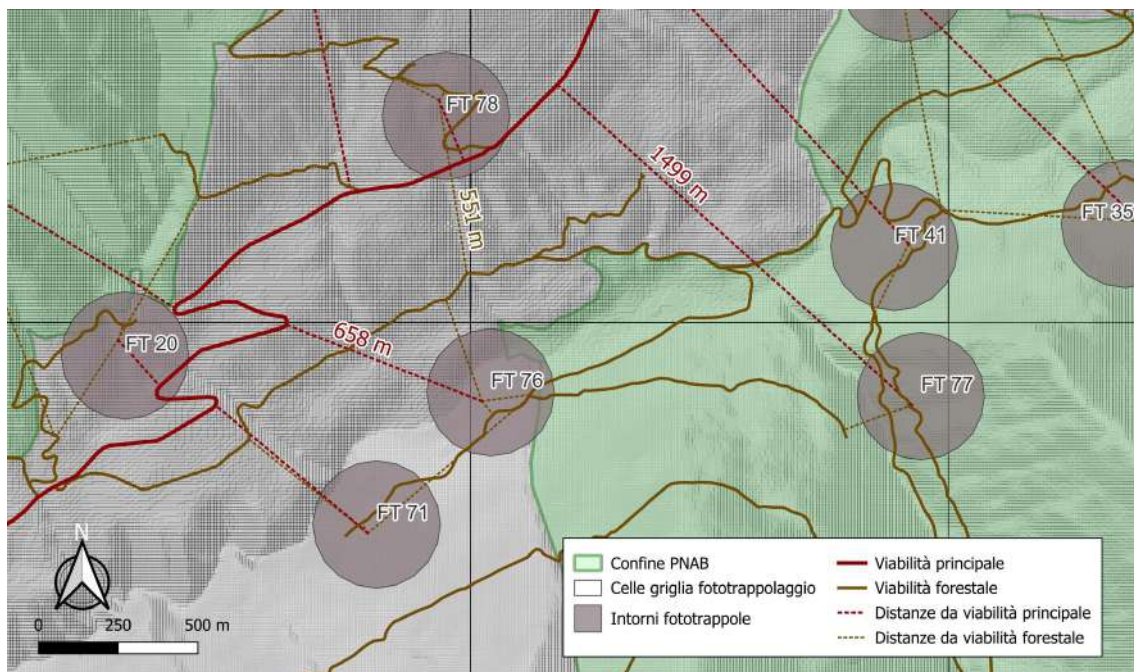 FT 78
1499 m
551 m
FT 35
FT 41
FT 20
658 m
FT 76
FT 77
FT 71
N
0 250 500 m
Confine PNAB
Celle griglia fototrappolaggio
Intorni fototrappole
Viabilità principale
Viabilità forestale
Distanze da viabilità principale
Distanze da viabilità forestale